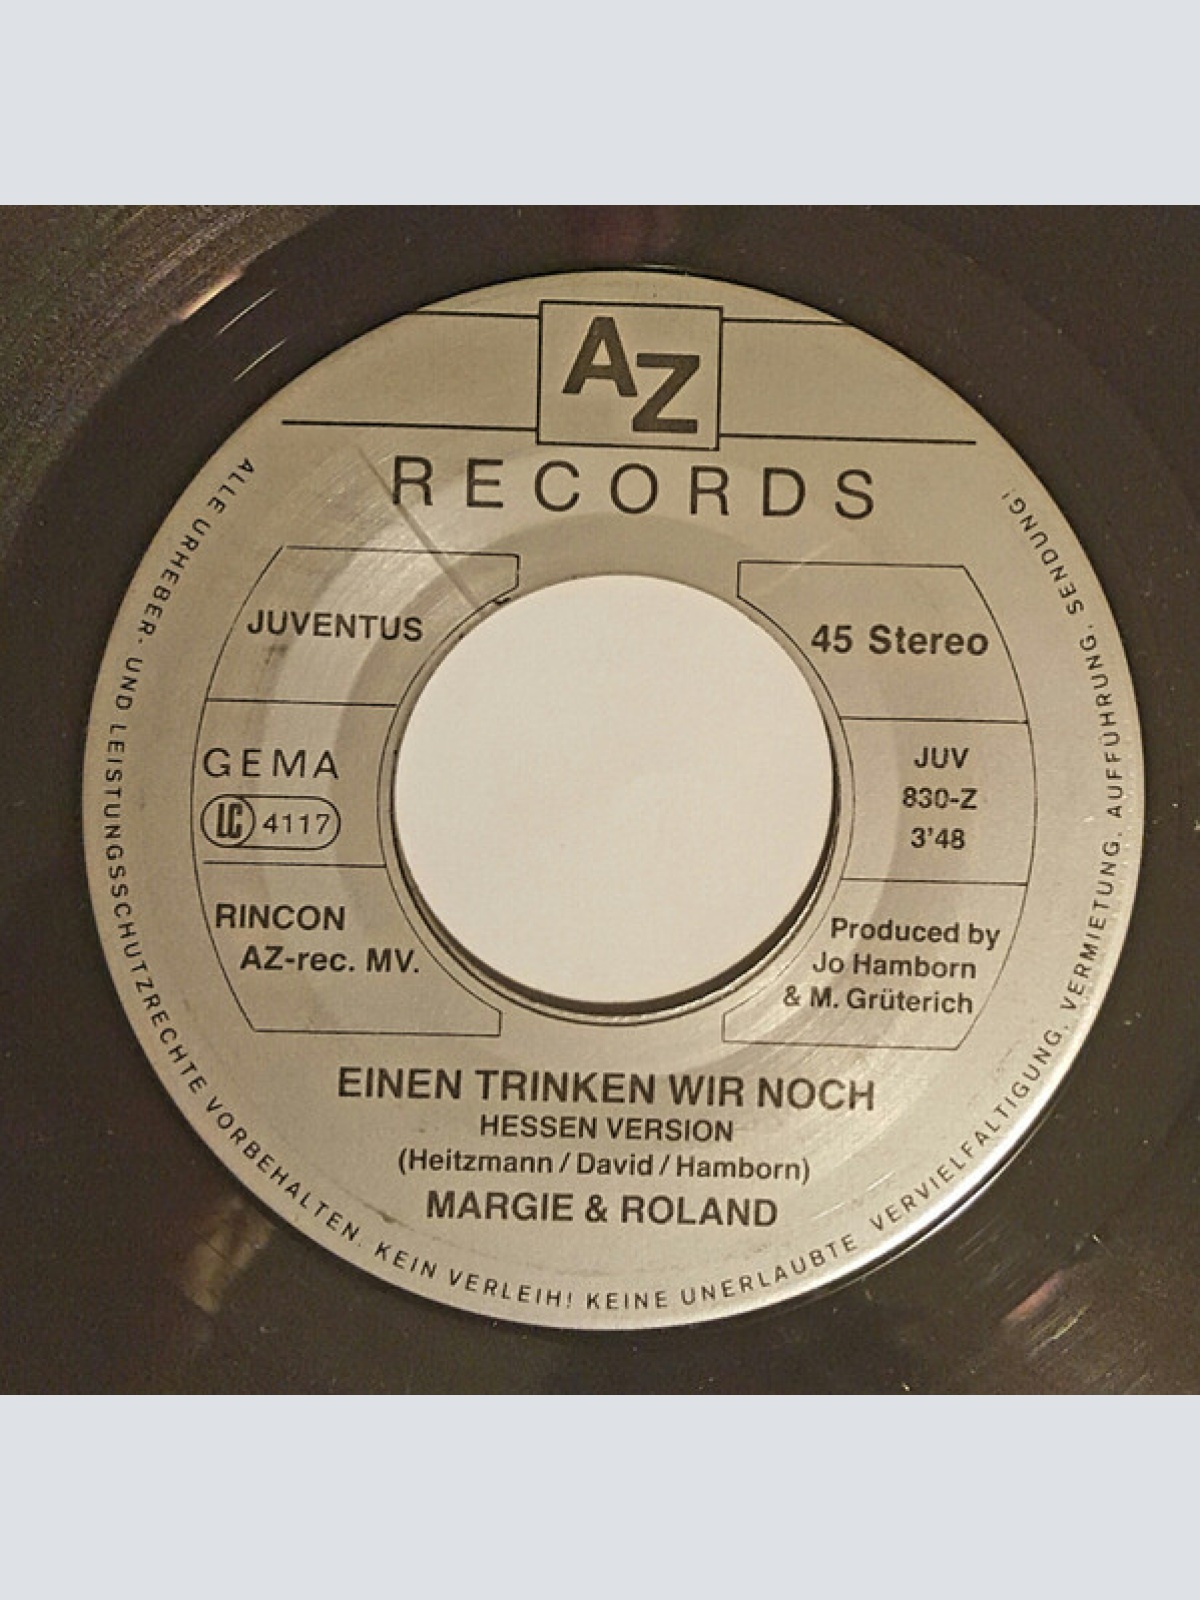 AZ
RECORDS
JUVENTUS
GEMA
LC 4117
RINCON
AZ-rec. MV.
45 Stereo
JUV
830-Z
3'48
Produced by
Jo Hamborn
& M. Grüterich
EINEN TRINKEN WIR NOCH
HESSEN VERSION
(Heitzmann / David / Hamborn)
MARGIE & ROLAND
ALLE URHEBER- UND LEISTUNGSSCHUTZRECHTE VORBEHALTEN. KEIN VERLEIH! KEINE UNERLAUBTE VERVIELFÄLTIGUNG, VERMIETUNG, AUFFÜHRUNG, SENDUNG!